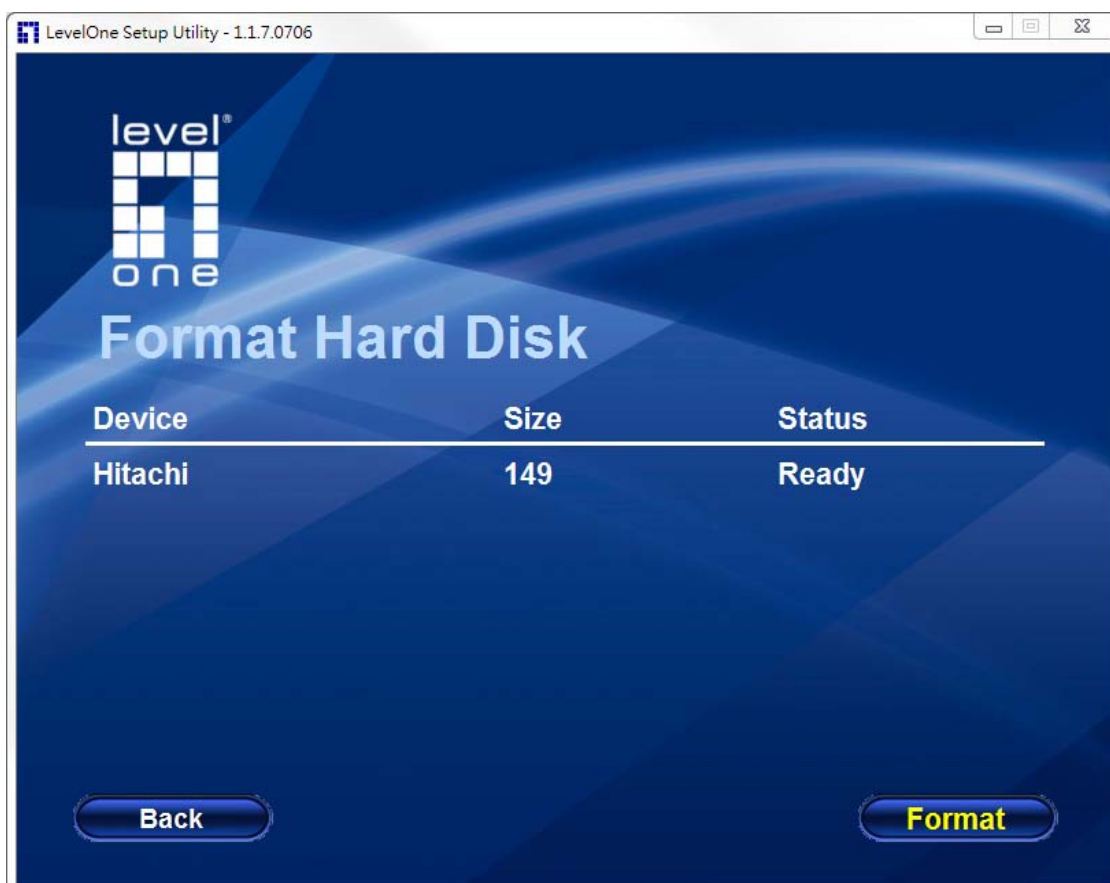 LevelOne Setup Utility - 1.1.7.0706
level®
one
Format Hard Disk
Device Size Status
Hitachi 149 Ready
Back Format